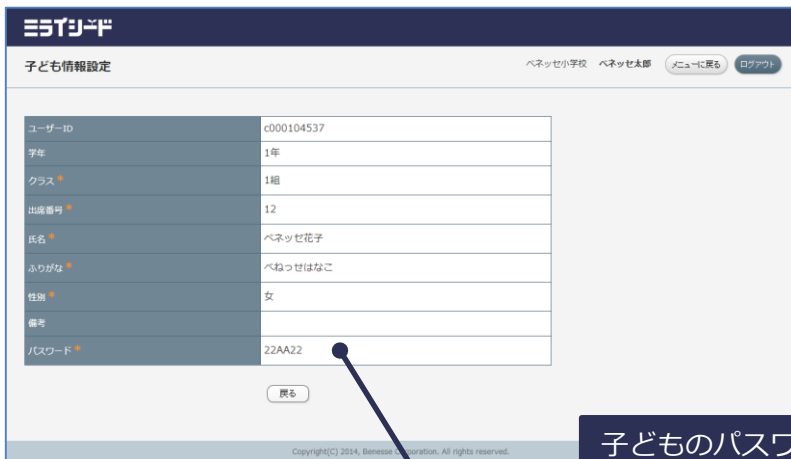 ミライシード
子ども情報設定 ベネッセ小学校 ベネッセ太郎 メニューに戻る ログアウト
ユーザーID c000104537
学年 1年
クラス* 1組
出席番号* 12
氏名* ベネッセ花子
ふりがな* べねっせはなこ
性別* 女
備考
パスワード* 22AA22
戻る
Copyright(C) 2014, Benesse Corporation. All rights reserved.
子どものパスワ